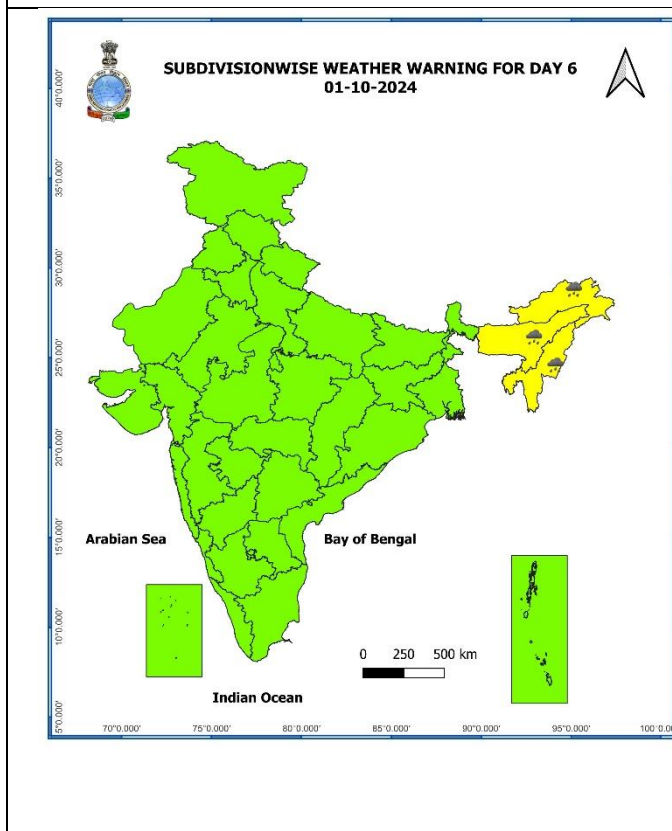 SUBDIVISIONWISE WEATHER WARNING FOR DAY 6
01-10-2024
40°0.000'
35°0.000'
30°0.000'
25°0.000'
20°0.000'
15°0.000'
10°0.000'
5°0.000'
Arabian Sea
Bay of Bengal
0 250 500 km
Indian Ocean
70°0.000' 75°0.000' 80°0.000' 85°0.000' 90°0.000' 95°0.000' 100°0.00